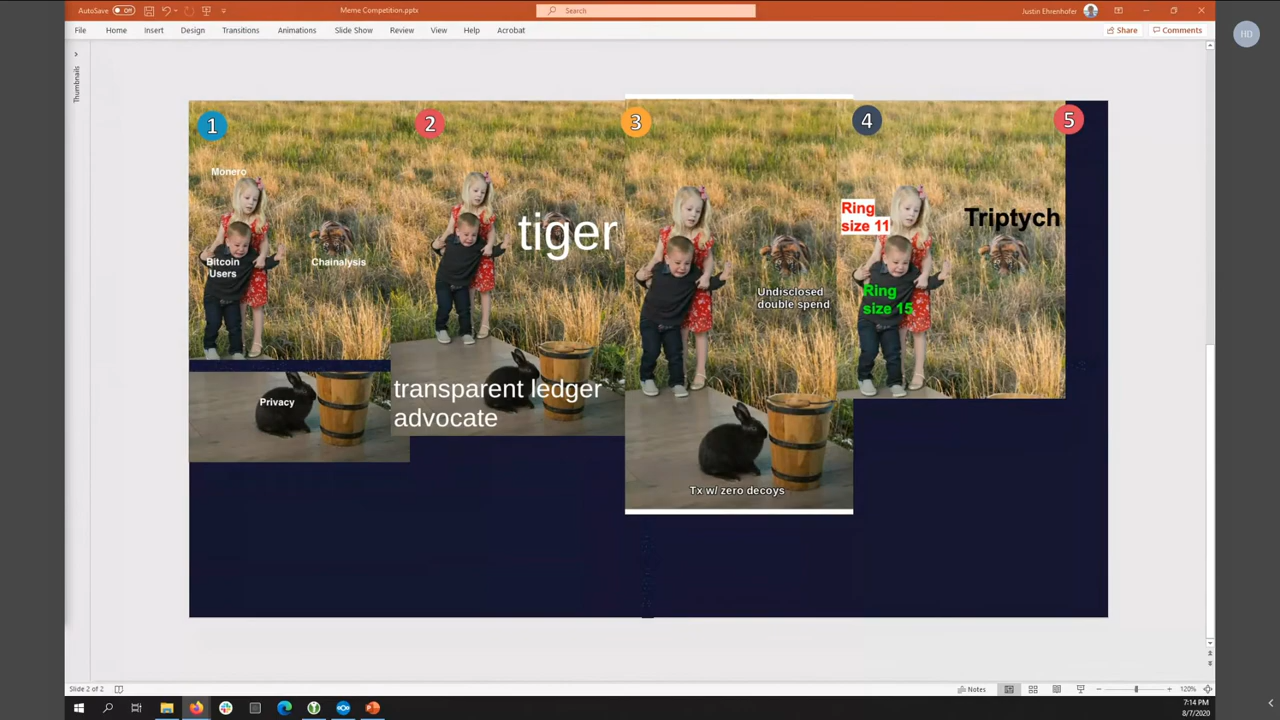 AutoSave
Off
Meme Competition.pptx
Search
Justin Ehrenhofer
HD
File
Home
Insert
Design
Transitions
Animations
Slide Show
Review
View
Help
Acrobat
Share
Comments
Thumbnails
1
2
3
4
5
Monero
Bitcoin
Users
Chainalysis
Privacy
tiger
transparent ledger
advocate
Undisclosed
double spend
Tx w/ zero decoys
Ring
size 11
Triptych
Ring
size 15
Slide 2 of 2
Notes
120%
7:14 PM
8/7/2020